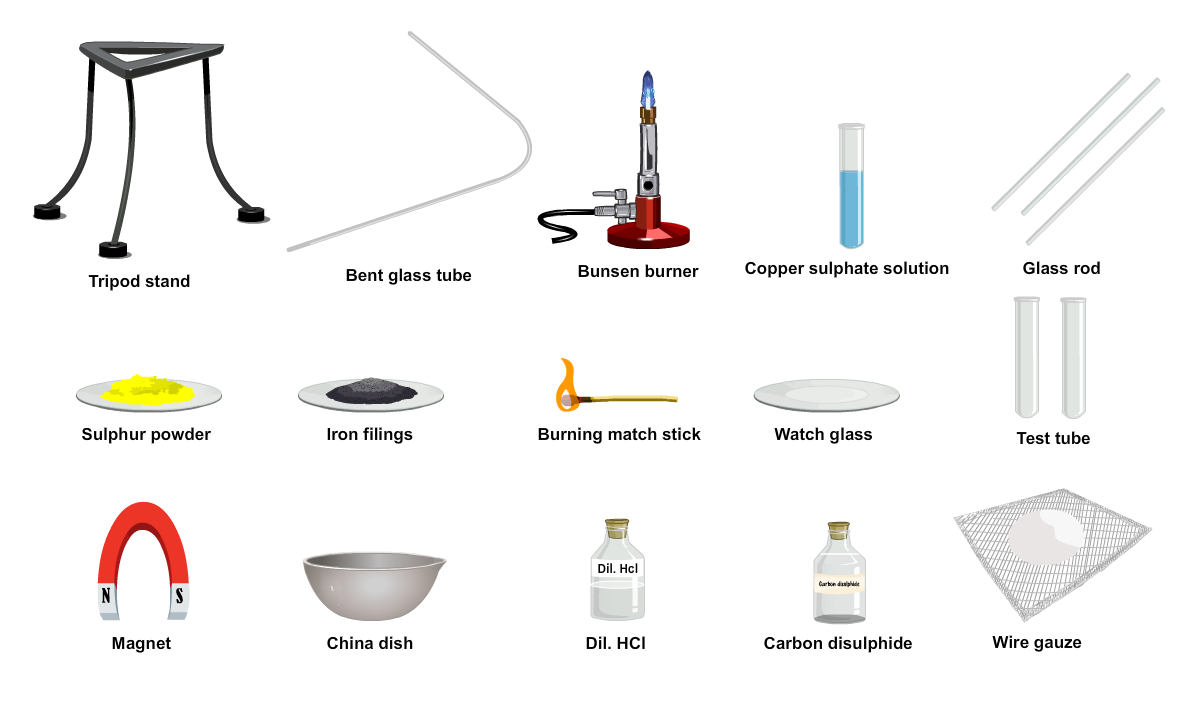 Tripod stand
Bent glass tube
Bunsen burner
Copper sulphate solution
Glass rod
Sulphur powder
Iron filings
Burning match stick
Watch glass
Test tube
N S
Magnet
China dish
Dil. Hcl
Dil. HCl
Carbon disulphide
Carbon disulphide
Wire gauze